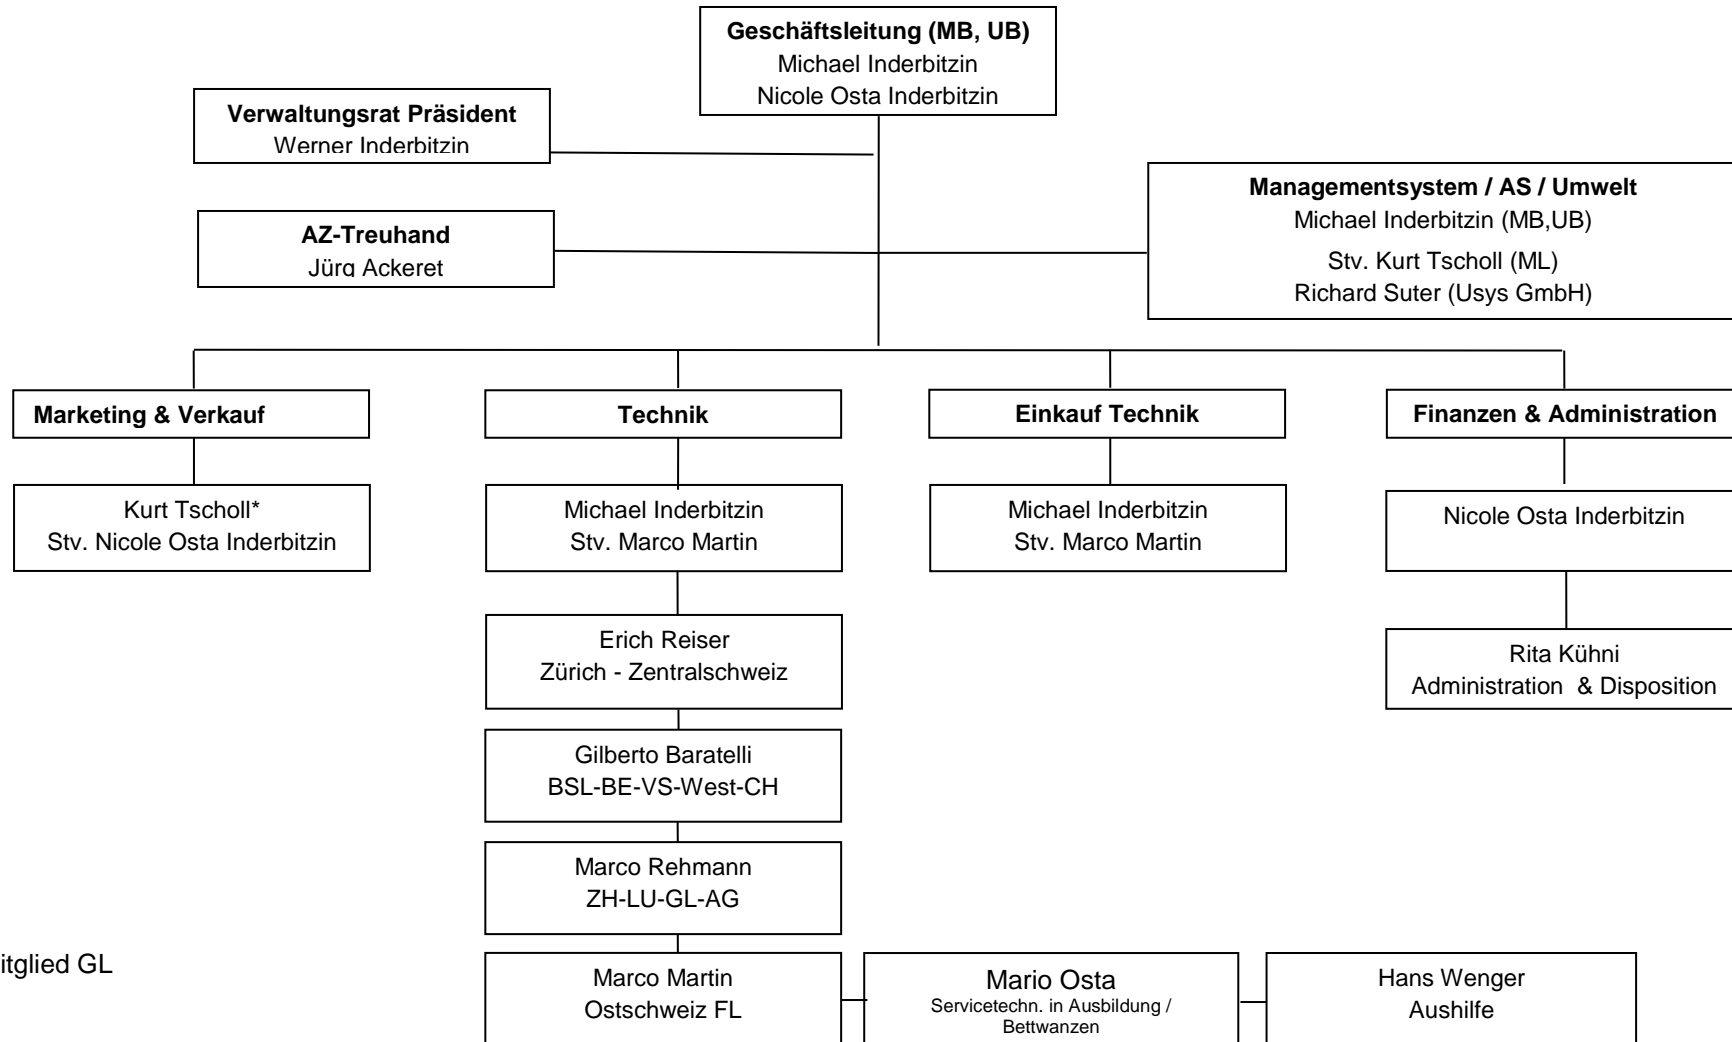 Geschäftsleitung (MB, UB)
Michael Inderbitzin
Nicole Osta Inderbitzin
Verwaltungsrat Präsident
Werner Inderbitzin
Managementsystem / AS / Umwelt
Michael Inderbitzin (MB,UB)
Stv. Kurt Tscholl (ML)
Richard Suter (Usys GmbH)
AZ-Treuhand
Jürg Ackeret
Marketing & Verkauf
Technik
Einkauf Technik
Finanzen & Administration
Kurt Tscholl*
Stv. Nicole Osta Inderbitzin
Michael Inderbitzin
Stv. Marco Martin
Michael Inderbitzin
Stv. Marco Martin
Nicole Osta Inderbitzin
Erich Reiser
Zürich - Zentralschweiz
Rita Kühni
Administration & Disposition
Gilberto Baratelli
BSL-BE-VS-West-CH
Marco Rehmann
ZH-LU-GL-AG
itglied GL
Marco Martin
Ostschweiz FL
Mario Osta
Servicetechn. in Ausbildung /
Bettwanzen
Hans Wenger
Aushilfe